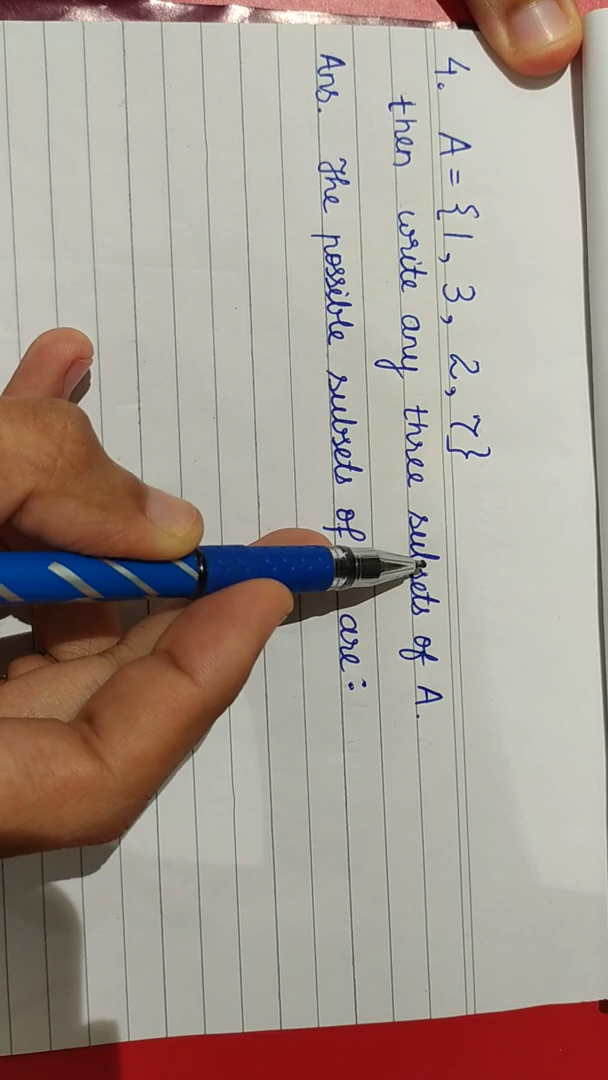 4. A = {1, 3, 2, 7}
then write any three subsets of A.
Ans. The possible subsets of are: